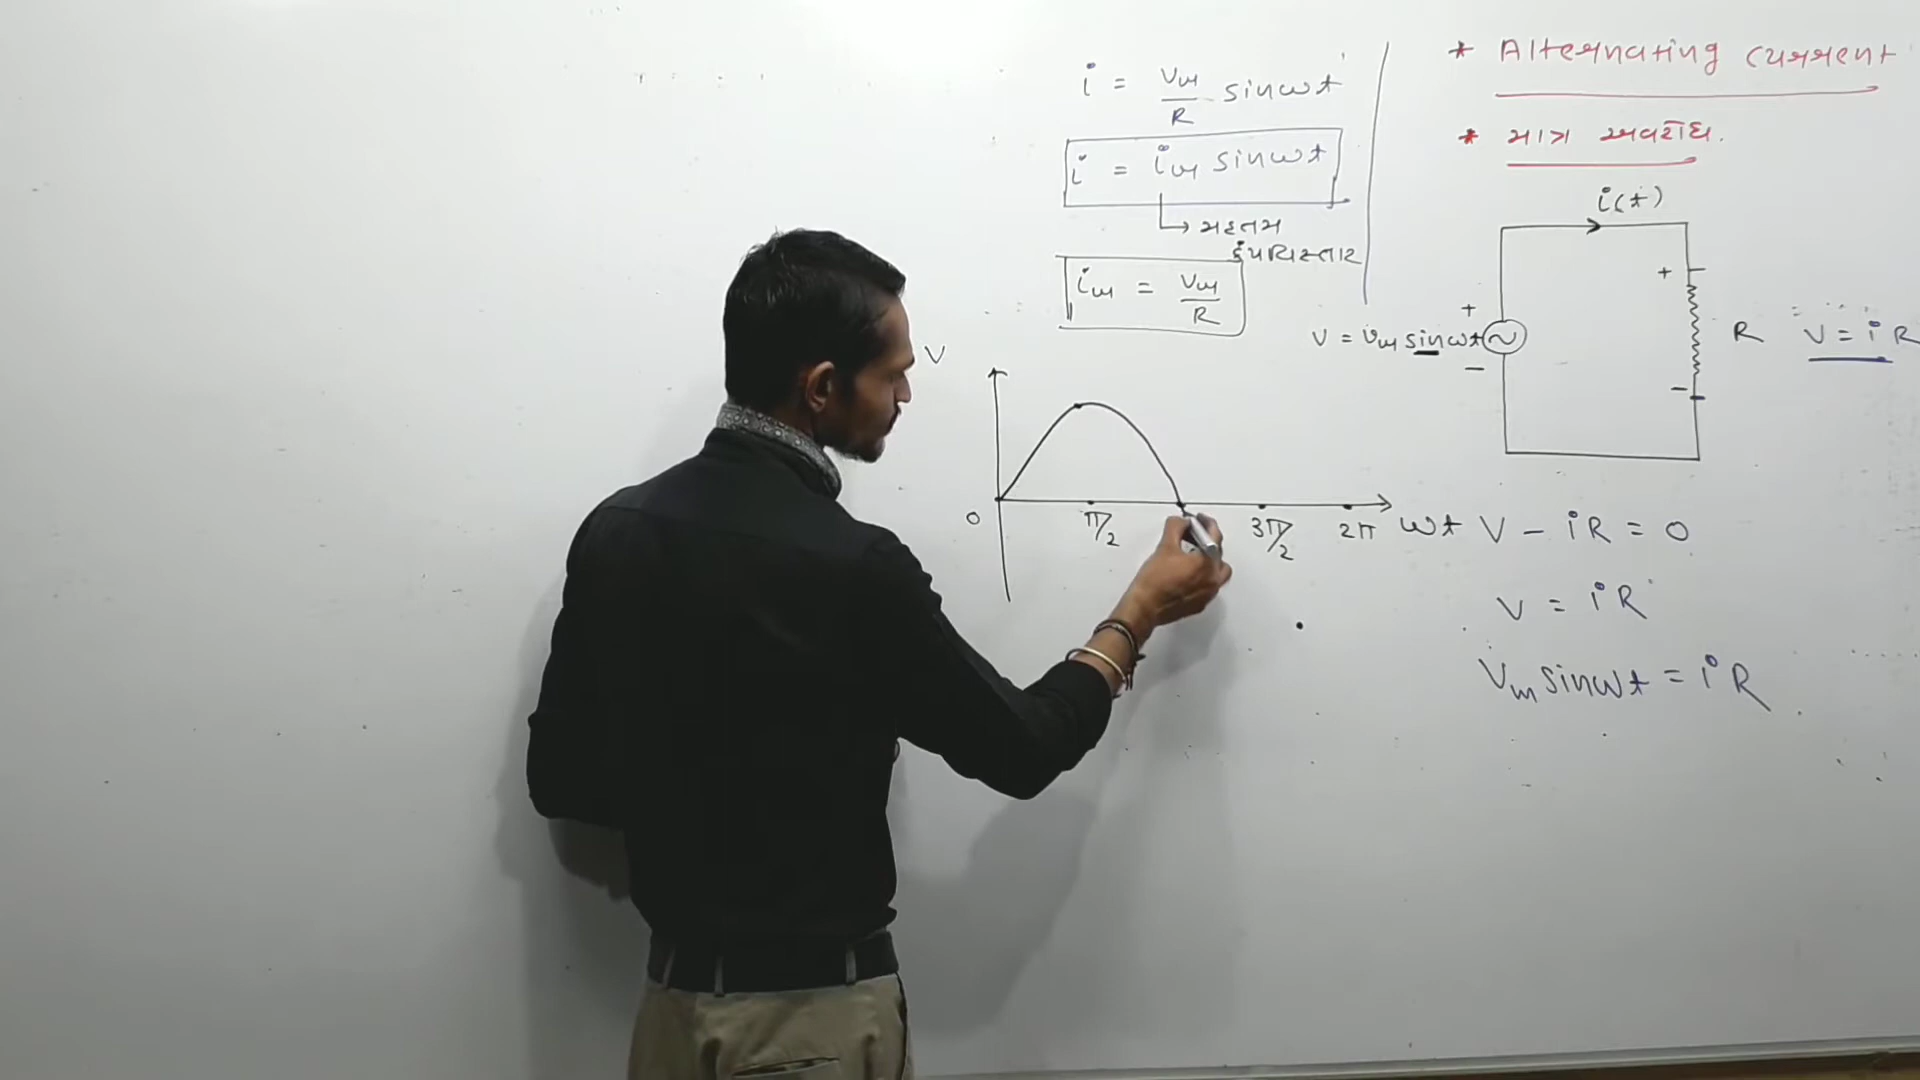 * Alternating current
* માત્ર અવરોધ.
i(t)
+
+
V = Vm sinωt
R
V = iR
−
−
V − iR = 0
V = iR
Vm sinωt = iR
i = Vm/R sinωt
i = im sinωt
→ મહત્તમ
કંપવિસ્તાર
im = Vm/R
V
0
π/2
3π/2
2π
ωt